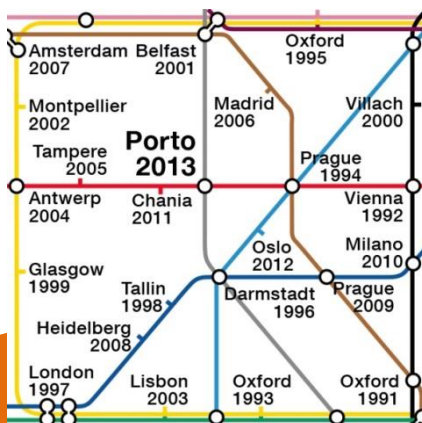 Amsterdam
2007
Belfast
2001
Oxford
1995
Montpellier
2002
Madrid
2006
Villach
2000
Tampere
2005
Porto
2013
Prague
1994
Antwerp
2004
Chania
2011
Vienna
1992
Oslo
2012
Milano
2010
Glasgow
1999
Tallin
1998
Darmstadt
1996
Prague
2009
Heidelberg
2008
London
1997
Lisbon
2003
Oxford
1993
Oxford
1991